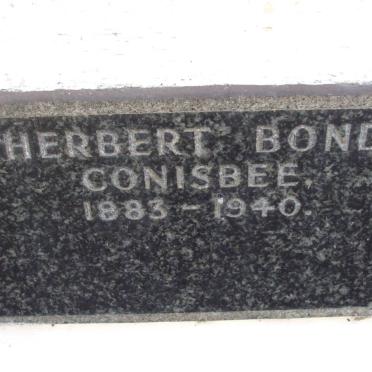 HERBERT BOND
CONISBEE
1883 - 1940.